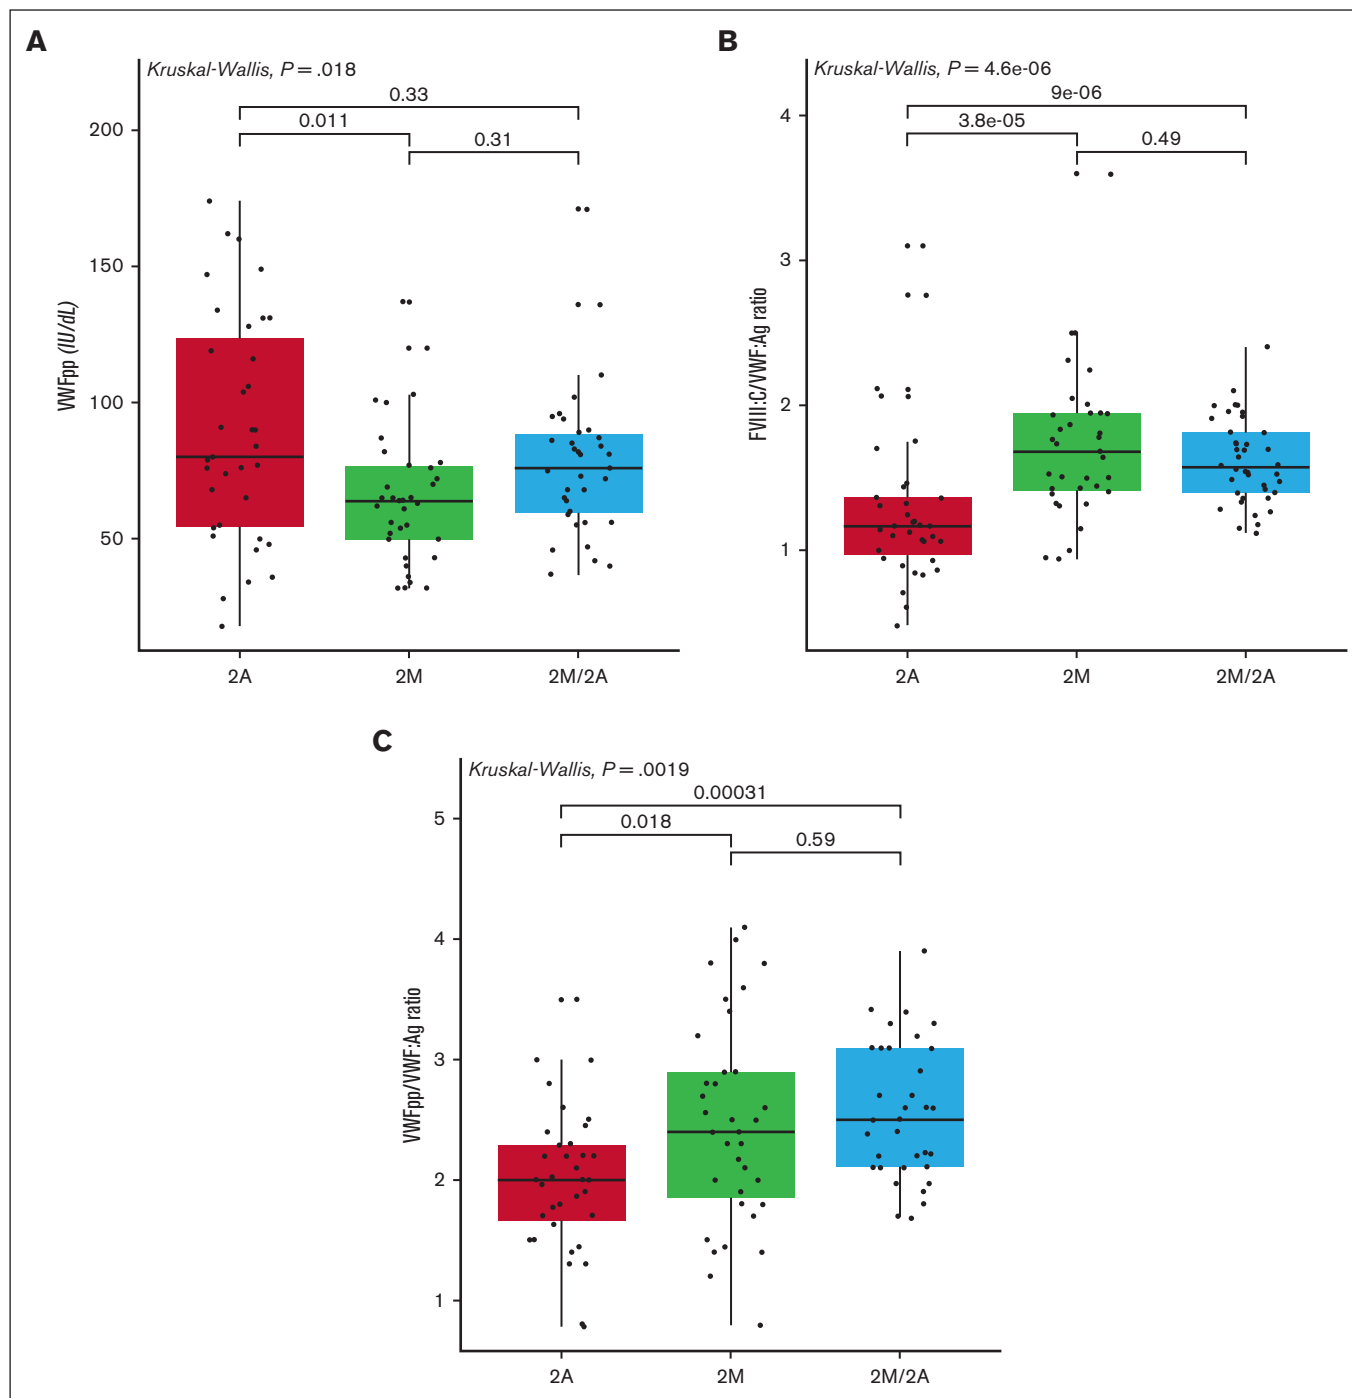 A
Kruskal-Wallis, P = .018
0.33
0.011
0.31
200
150
100
50
VWFpp (IU/dL)
2A 2M 2M/2A
B
Kruskal-Wallis, P = 4.6e-06
9e-06
3.8e-05
0.49
4
3
2
1
FVIII:C/VWF:Ag ratio
2A 2M 2M/2A
C
Kruskal-Wallis, P = .0019
0.00031
0.018
0.59
5
4
3
2
1
VWFpp/VWF:Ag ratio
2A 2M 2M/2A